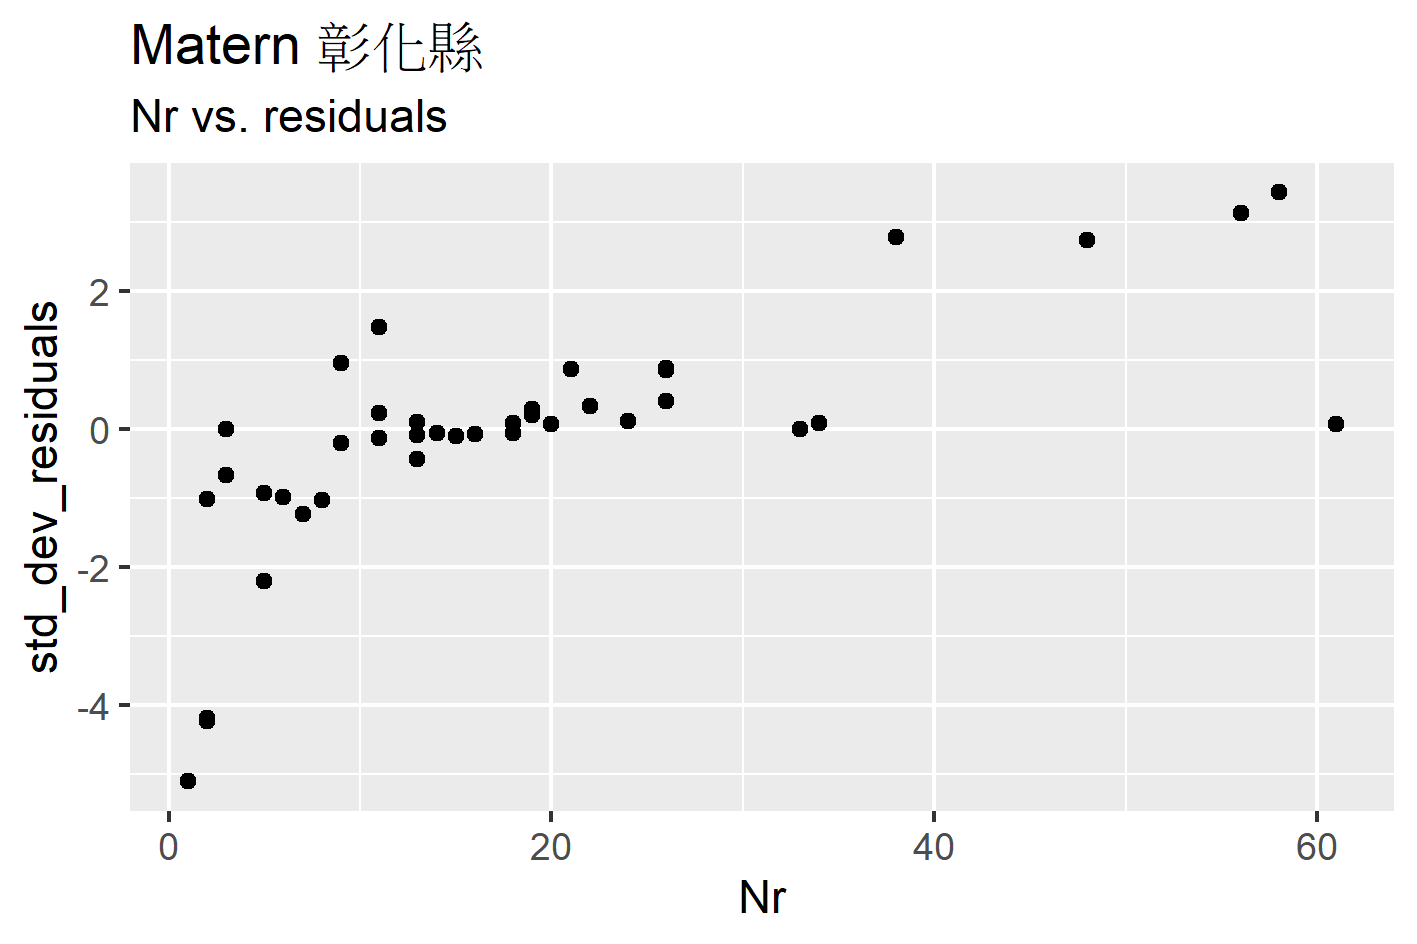 Matern 彰化縣
Nr vs. residuals
std_dev_residuals
2
0
-2
-4
0 20 40 60
Nr